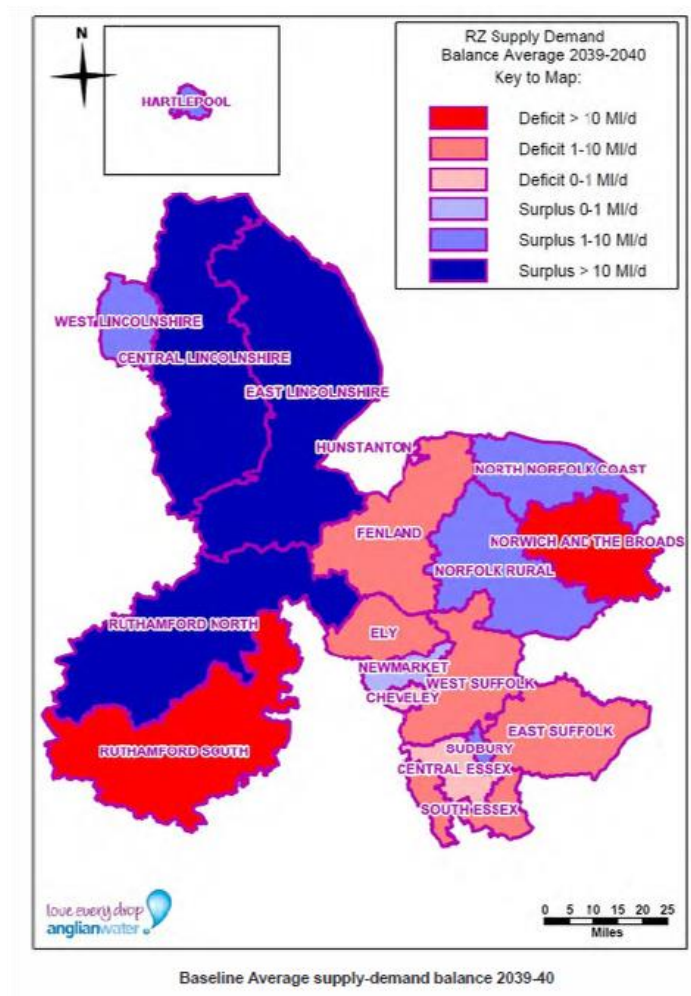 N
HARTLEPOOL
RZ Supply Demand
Balance Average 2039-2040
Key to Map:
Deficit > 10 Ml/d
Deficit 1-10 Ml/d
Deficit 0-1 Ml/d
Surplus 0-1 Ml/d
Surplus 1-10 Ml/d
Surplus > 10 Ml/d
WEST LINCOLNSHIRE
CENTRAL LINCOLNSHIRE
EAST LINCOLNSHIRE
HUNSTANTON
NORTH NORFOLK COAST
FENLAND
NORWICH AND THE BROADS
NORFOLK RURAL
RUTHAMFORD NORTH
ELY
NEWMARKET
WEST SUFFOLK
CHEVELEY
EAST SUFFOLK
RUTHAMFORD SOUTH
SUDBURY
CENTRAL ESSEX
SOUTH ESSEX
love every drop
anglianwater
0 5 10 15 20 25
Miles
Baseline Average supply-demand balance 2039-40